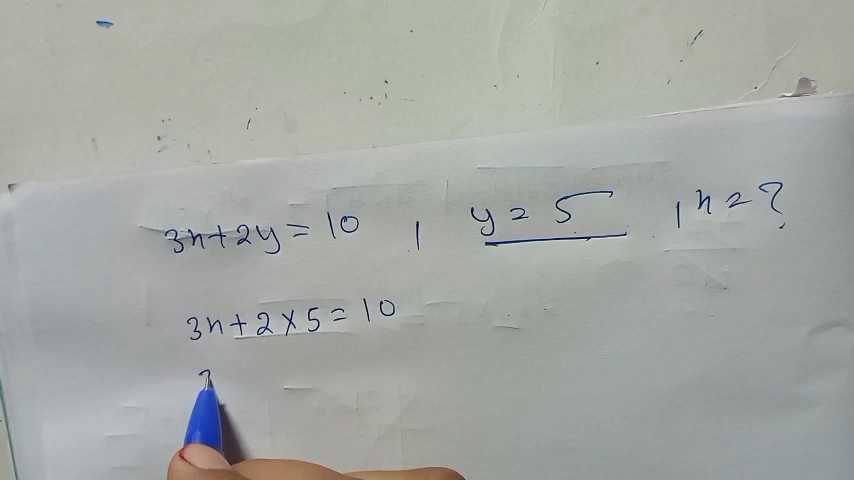 3n+2y=10 , y=5 , n=?
3n+2×5=10